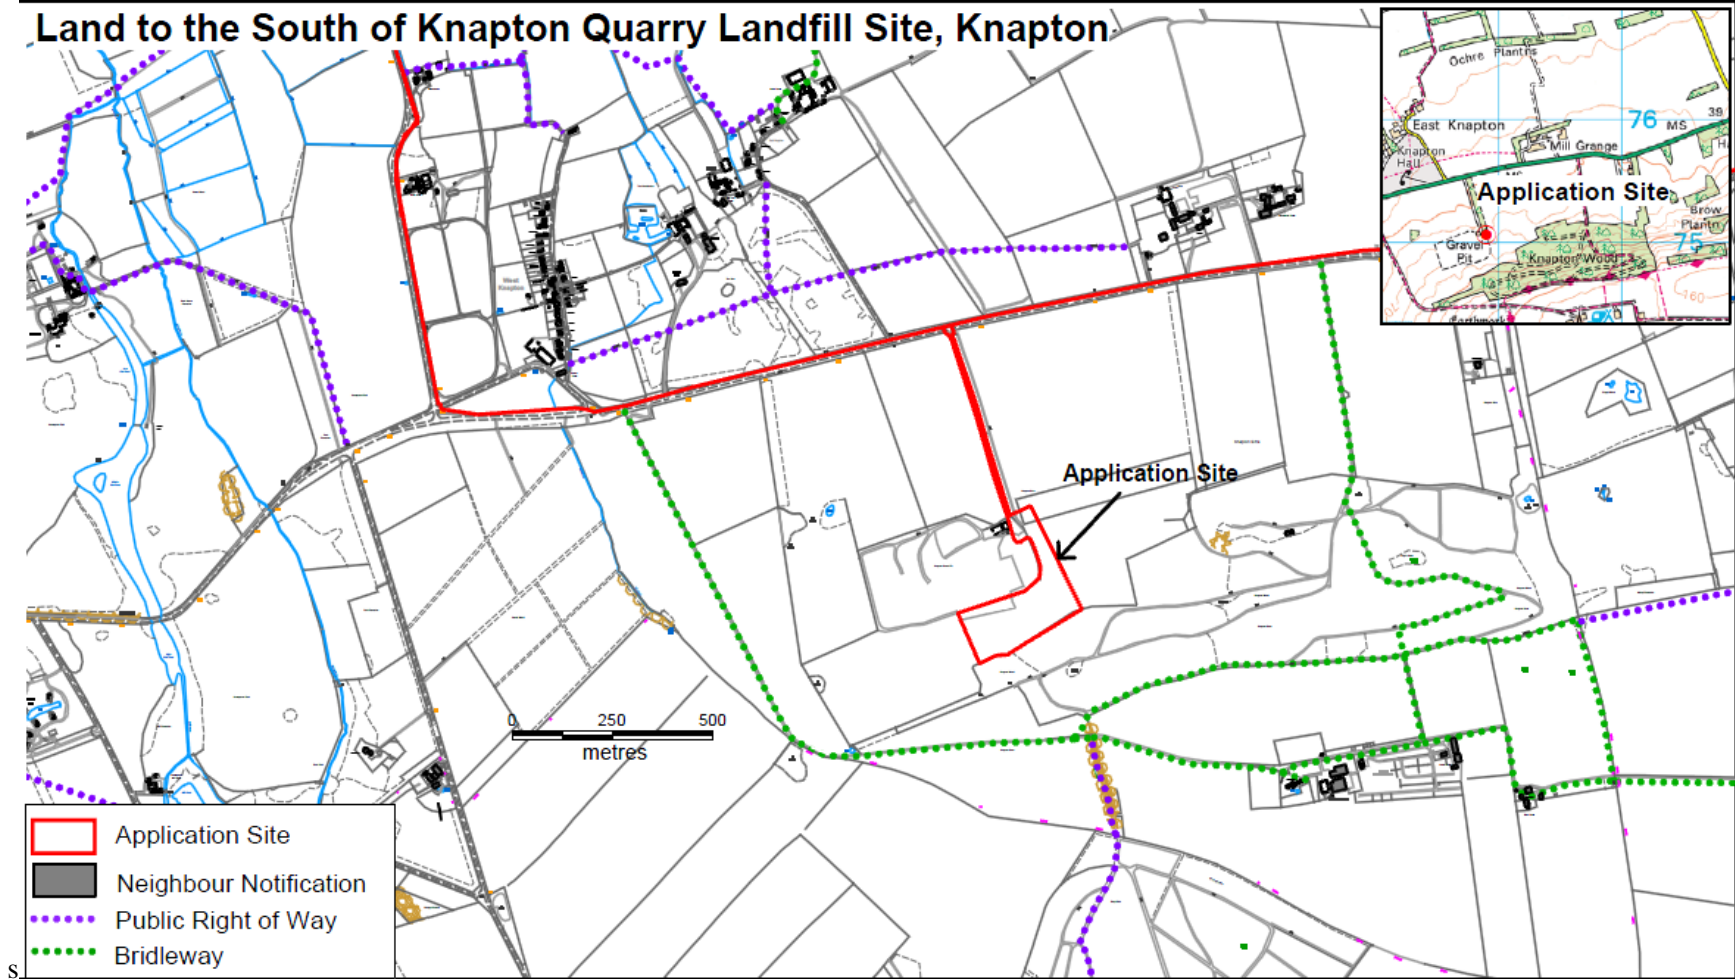 Land to the South of Knapton Quarry Landfill Site, Knapton
Ochre Plantns
76
MS
39
East Knapton
Knapton
Hall
Mill Grange
Application Site
Brow
Plantn
75
Gravel
Pit
Knapton Wood
160
West
Knapton
Application Site
0 250 500
metres
Application Site
Neighbour Notification
Public Right of Way
Bridleway
s